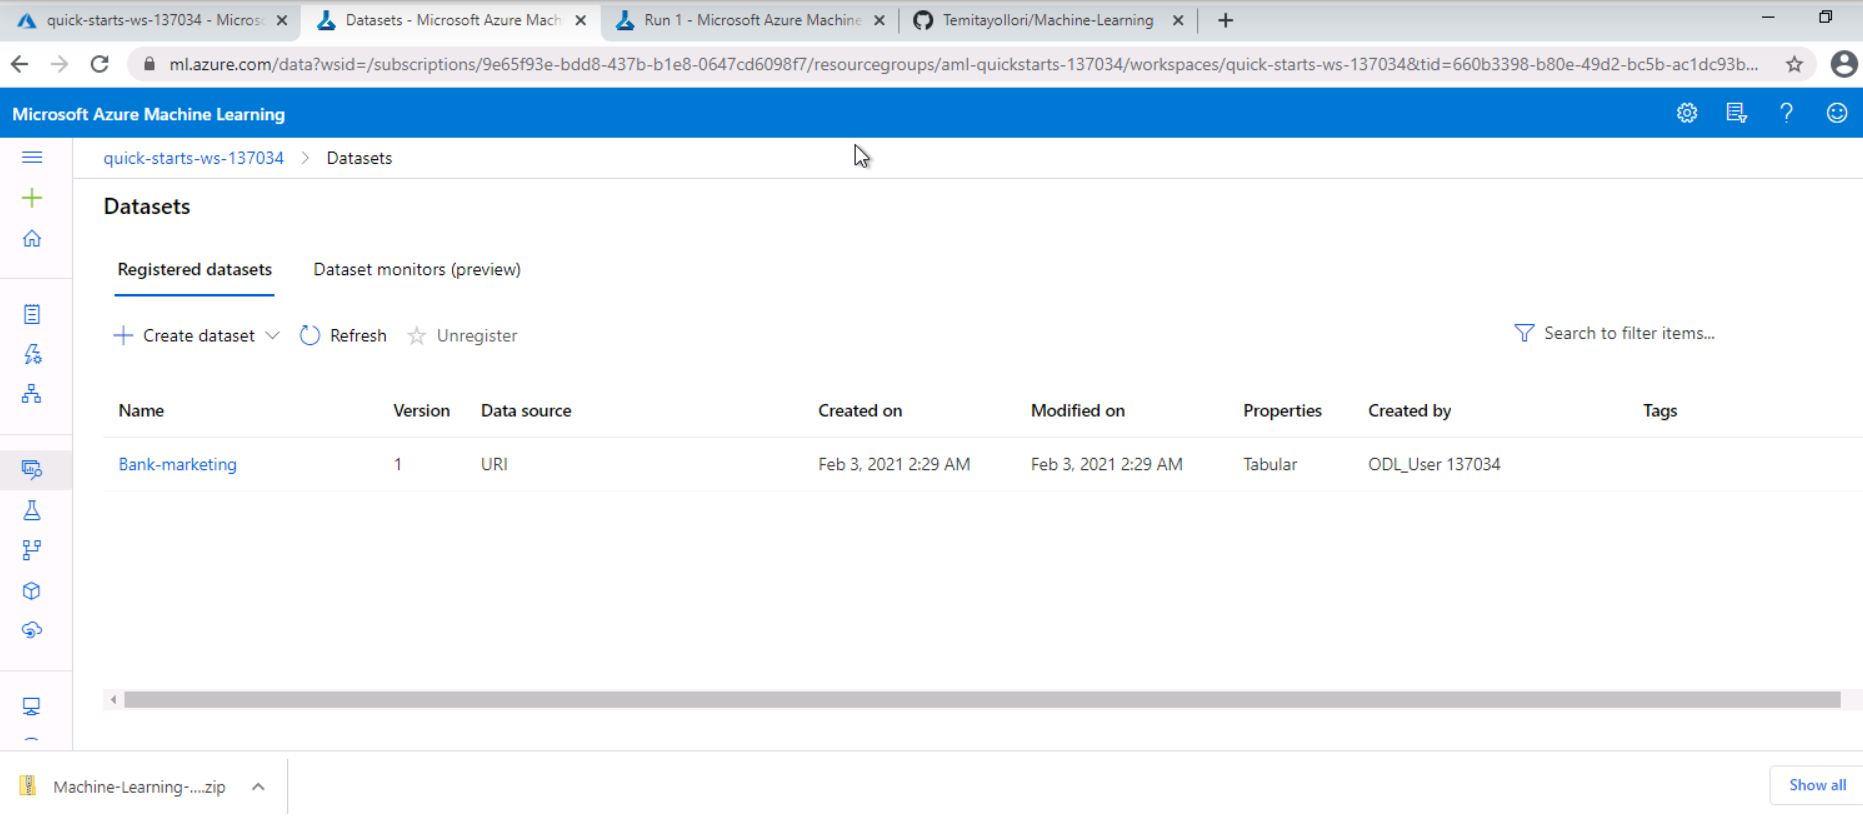 quick-starts-ws-137034 - Microso
Datasets - Microsoft Azure Mach
Run 1 - Microsoft Azure Machine
Temitayollori/Machine-Learning
ml.azure.com/data?wsid=/subscriptions/9e65f93e-bdd8-437b-b1e8-0647cd6098f7/resourcegroups/aml-quickstarts-137034/workspaces/quick-starts-ws-137034&tid=660b3398-b80e-49d2-bc5b-ac1dc93b...
Microsoft Azure Machine Learning
quick-starts-ws-137034 > Datasets
Datasets
Registered datasets Dataset monitors (preview)
Create dataset Refresh Unregister Search to filter items...
Name Version Data source Created on Modified on Properties Created by Tags
Bank-marketing 1 URI Feb 3, 2021 2:29 AM Feb 3, 2021 2:29 AM Tabular ODL_User 137034
Machine-Learning-....zip
Show all